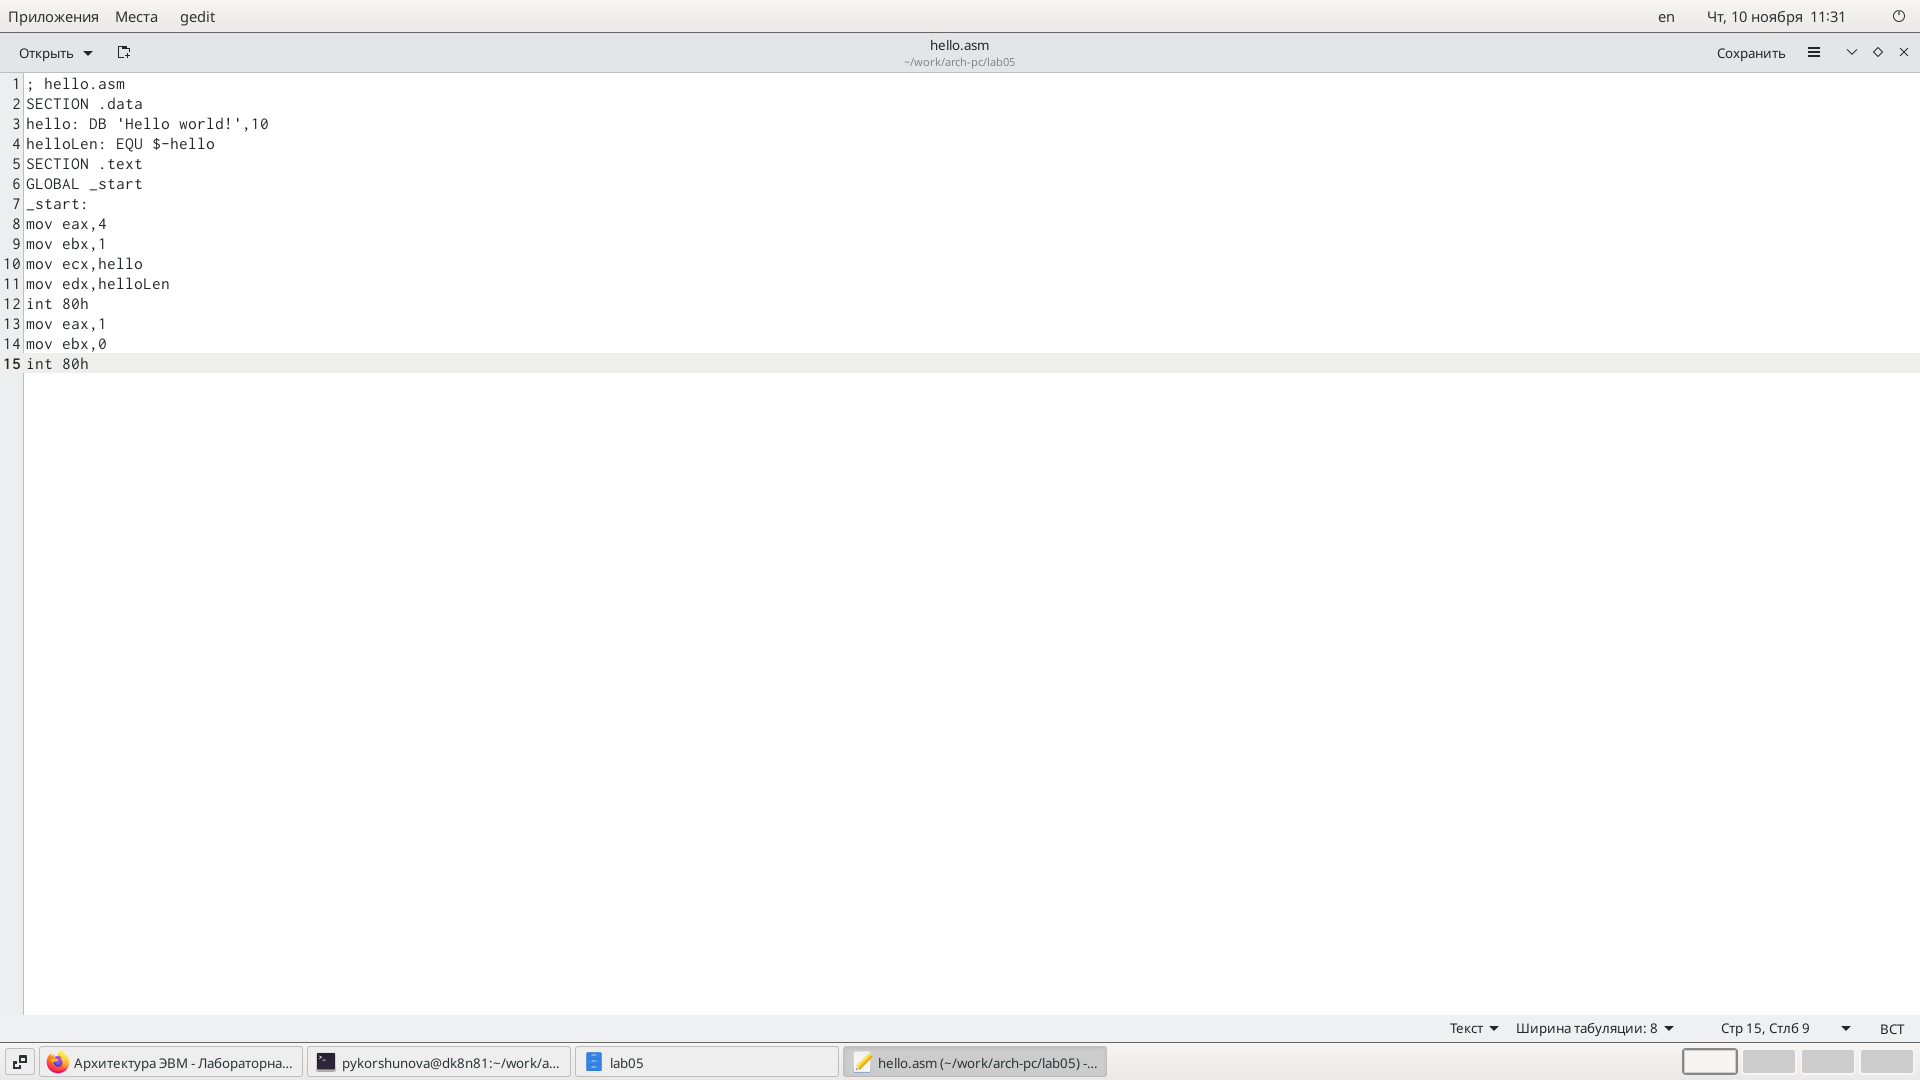 Приложения Места gedit en Чт, 10 ноября 11:31
Открыть hello.asm Сохранить
~/work/arch-pc/lab05
1 ; hello.asm
2 SECTION .data
3 hello: DB 'Hello world!',10
4 helloLen: EQU $-hello
5 SECTION .text
6 GLOBAL _start
7 _start:
8 mov eax,4
9 mov ebx,1
10 mov ecx,hello
11 mov edx,helloLen
12 int 80h
13 mov eax,1
14 mov ebx,0
15 int 80h
Текст Ширина табуляции: 8 Стр 15, Стлб 9 ВСТ
Архитектура ЭВМ - Лабораторна... pykorshunova@dk8n81:~/work/a... lab05 hello.asm (~/work/arch-pc/lab05) -...